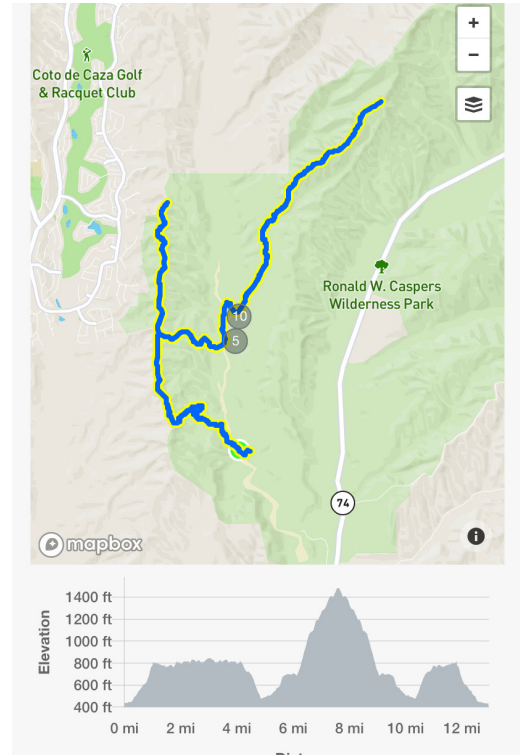 +
−
Coto de Caza Golf
& Racquet Club
Ronald W. Caspers
Wilderness Park
10
5
74
mapbox
i
1400 ft
1200 ft
1000 ft
800 ft
600 ft
400 ft
Elevation
0 mi 2 mi 4 mi 6 mi 8 mi 10 mi 12 mi